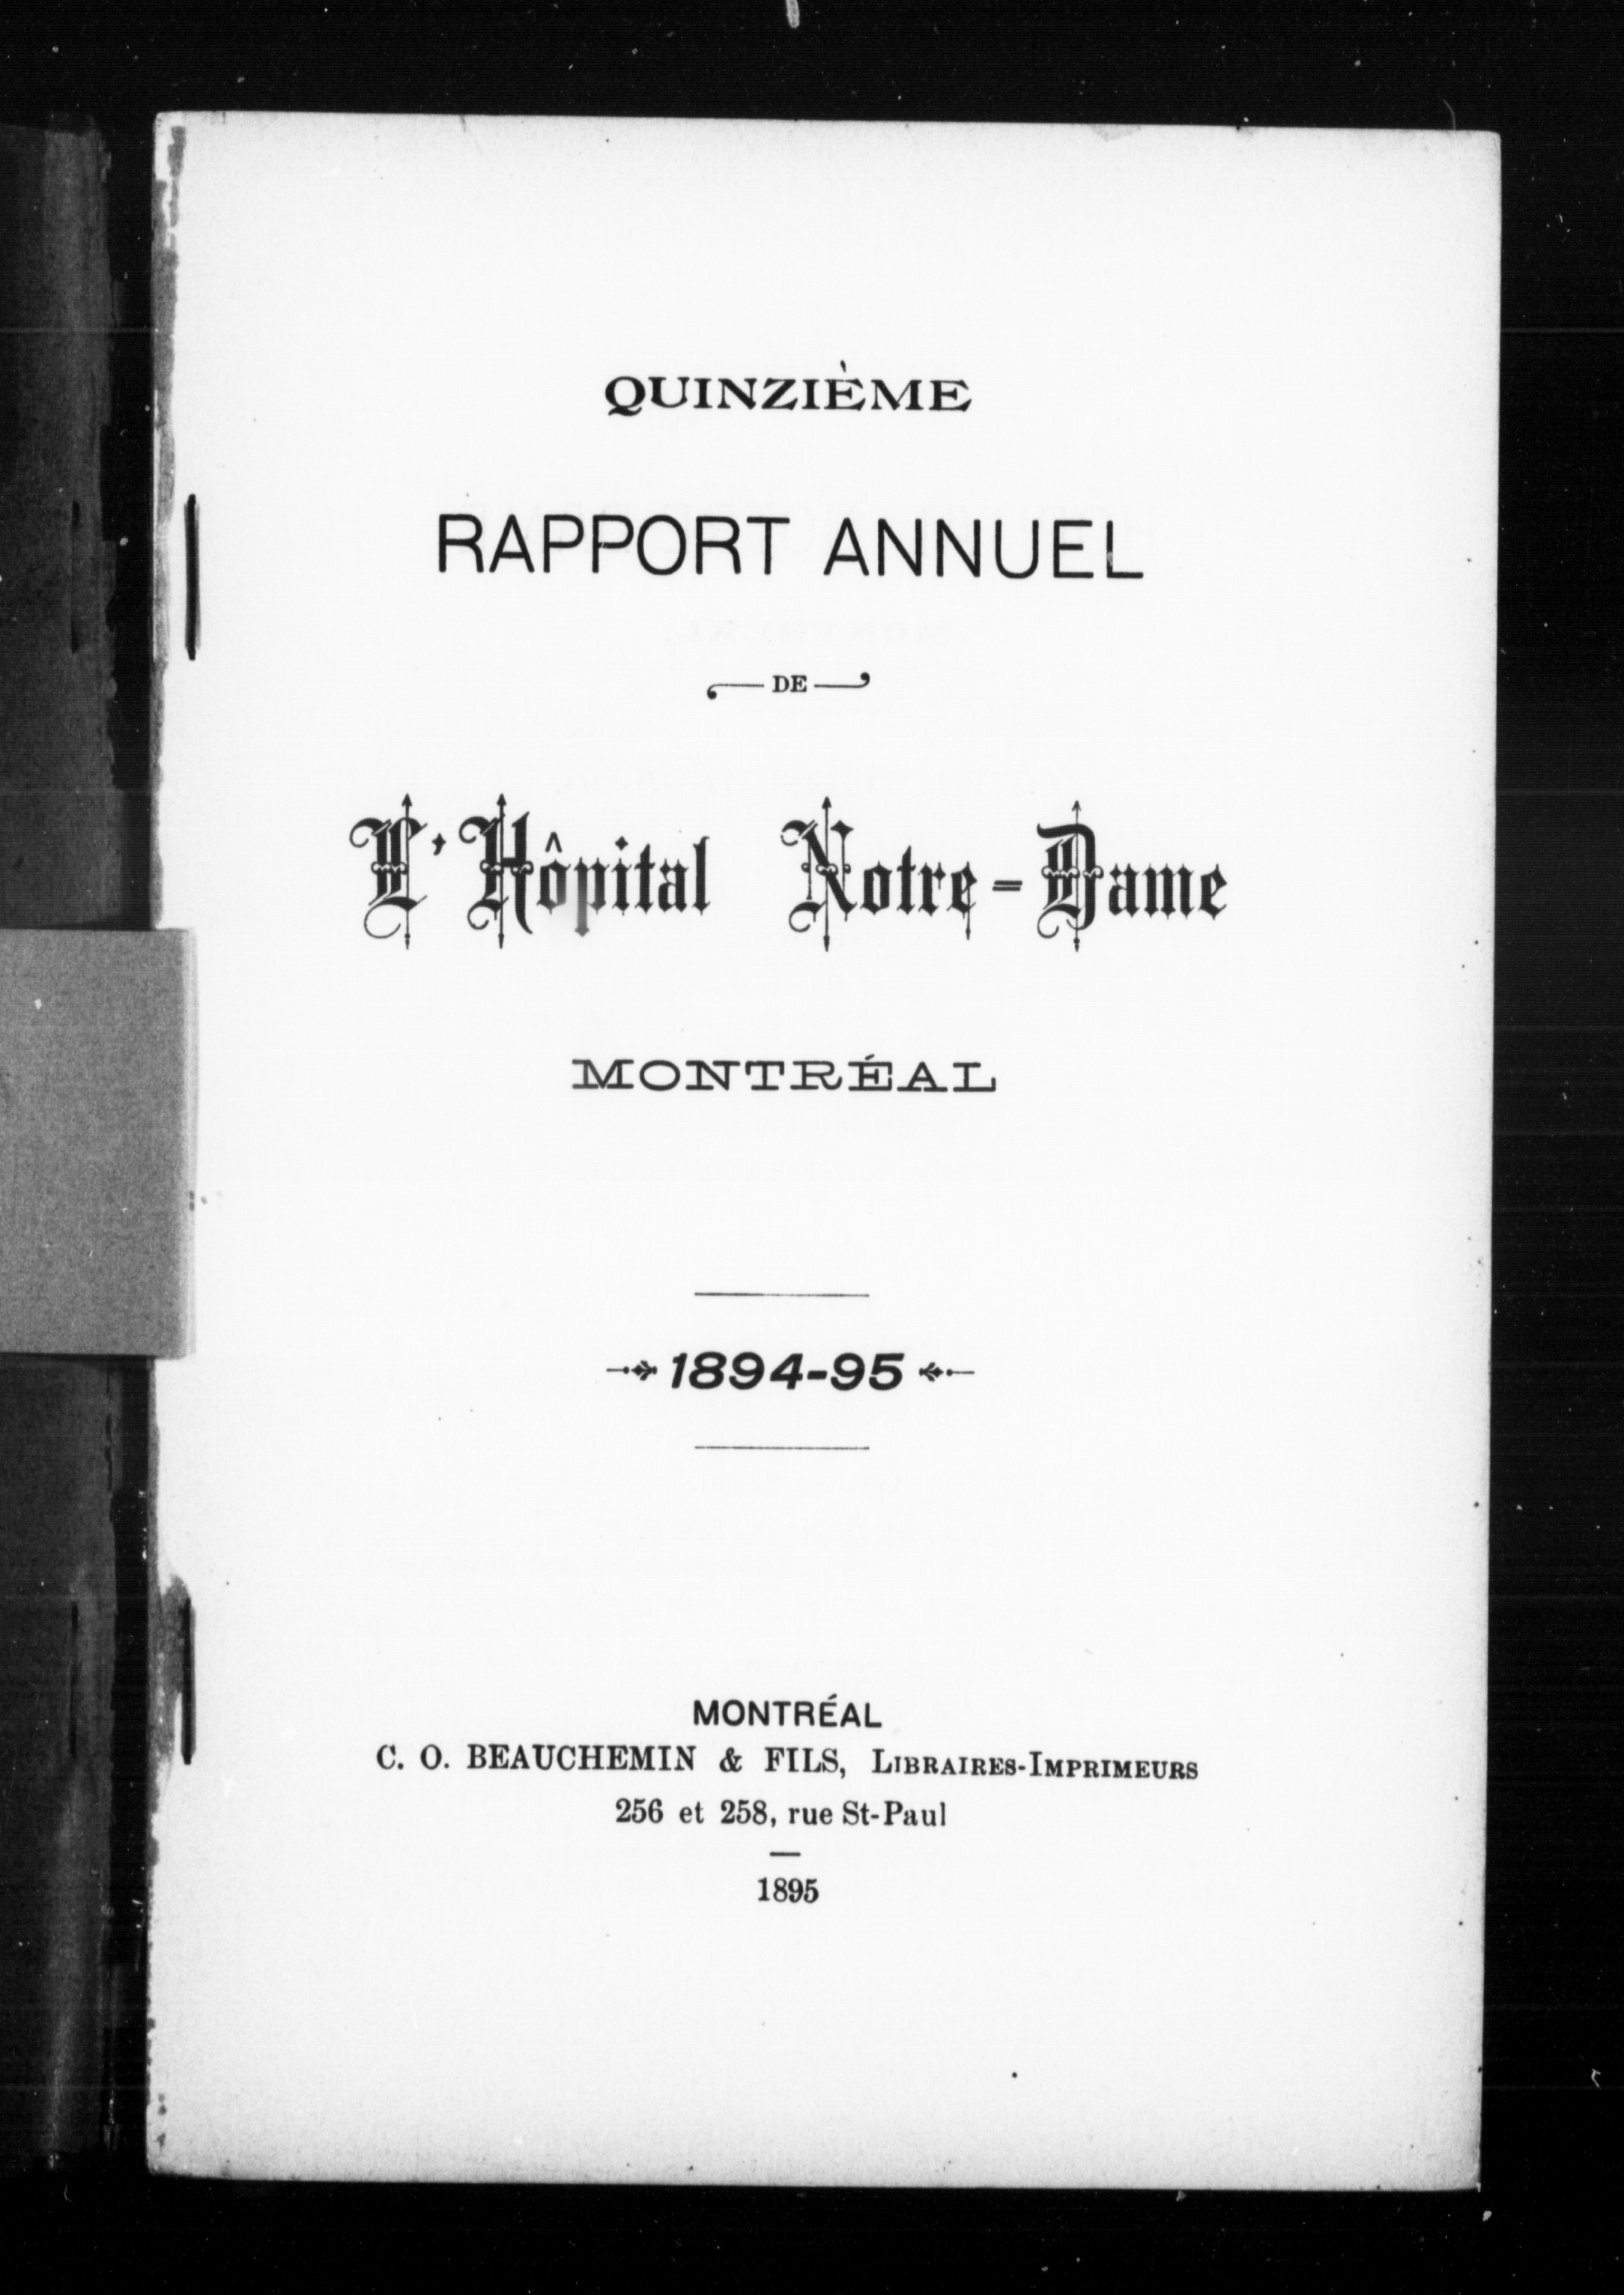 QUINZIÈME
RAPPORT ANNUEL
DE
L'Hôpital Notre-Dame
MONTRÉAL
1894-95
MONTRÉAL
C. O. BEAUCHEMIN & FILS, LIBRAIRES-IMPRIMEURS
256 et 258, rue St-Paul
1895